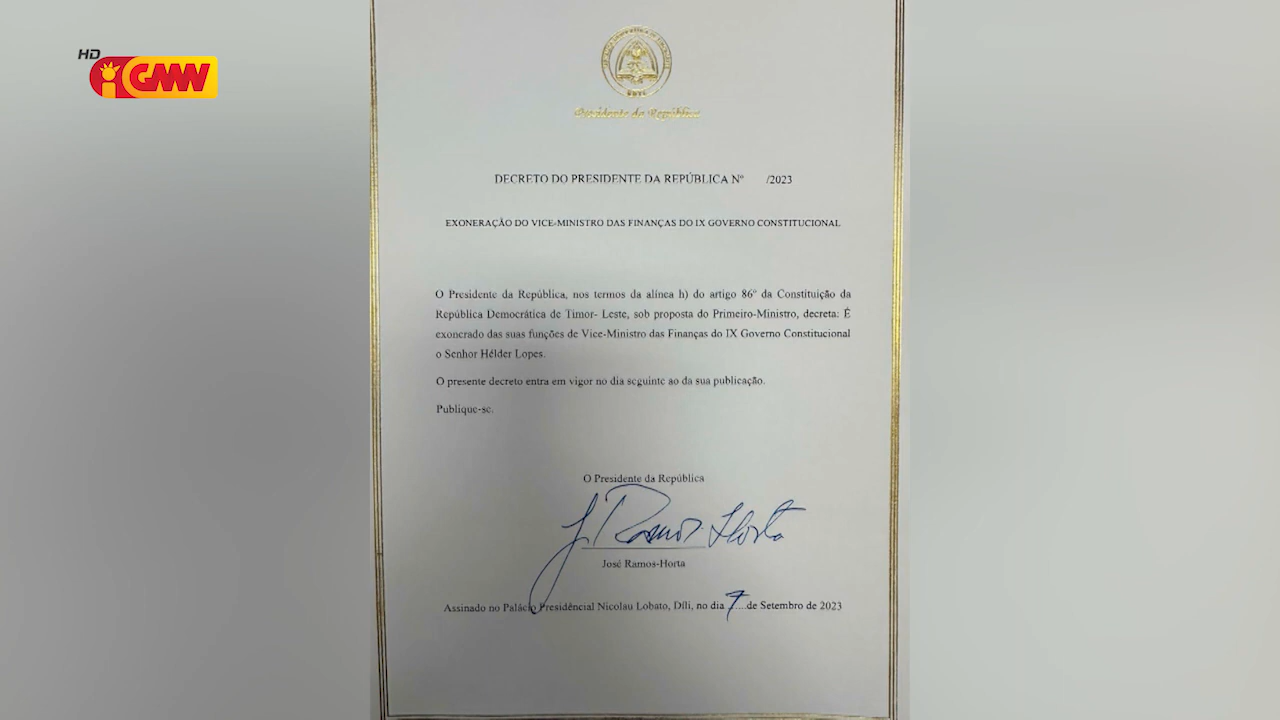 HD
GMN
Presidente da República
DECRETO DO PRESIDENTE DA REPÚBLICA Nº /2023
EXONERAÇÃO DO VICE-MINISTRO DAS FINANÇAS DO IX GOVERNO CONSTITUCIONAL
O Presidente da República, nos termos da alínea h) do artigo 86º da Constituição da
República Democrática de Timor- Leste, sob proposta do Primeiro-Ministro, decreta: É
exonerado das suas funções de Vice-Ministro das Finanças do IX Governo Constitucional
o Senhor Hélder Lopes.
O presente decreto entra em vigor no dia seguinte ao da sua publicação.
Publique-se.
O Presidente da República
J. Ramos-Horta
José Ramos-Horta
Assinado no Palácio Presidêncial Nicolau Lobato, Díli, no dia 7....de Setembro de 2023